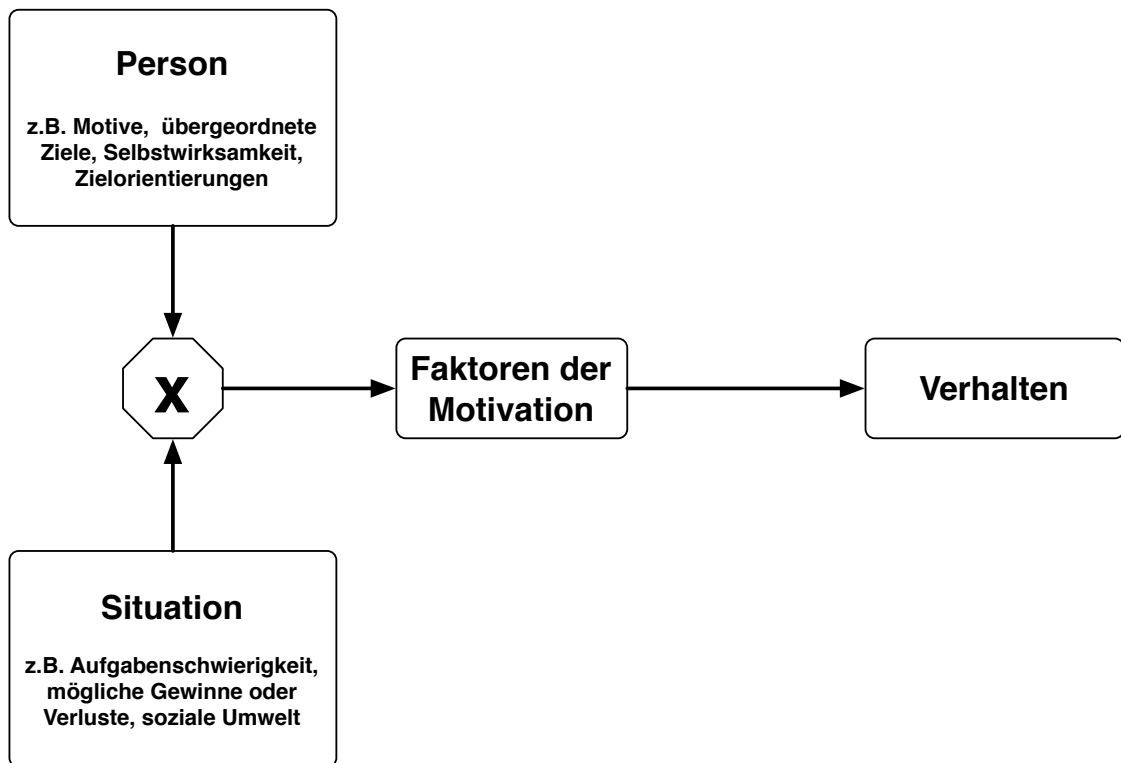 Person
z.B. Motive, übergeordnete
Ziele, Selbstwirksamkeit,
Zielorientierungen
x
Faktoren der
Motivation
Verhalten
Situation
z.B. Aufgabenschwierigkeit,
mögliche Gewinne oder
Verluste, soziale Umwelt